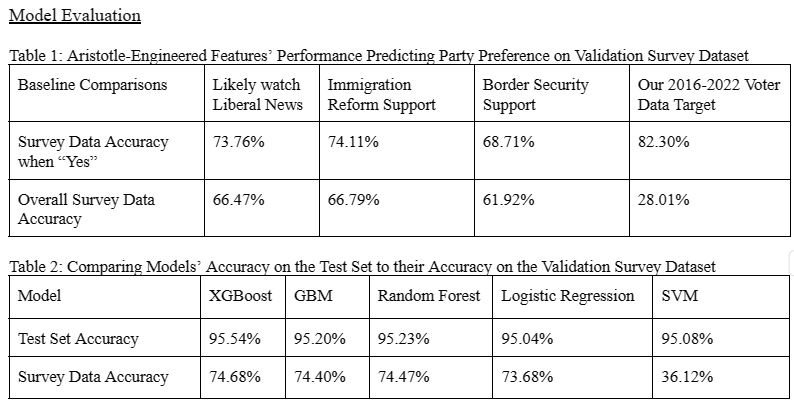 Model Evaluation
Table 1: Aristotle-Engineered Features’ Performance Predicting Party Preference on Validation Survey Dataset
Baseline Comparisons Likely watch Liberal News Immigration Reform Support Border Security Support Our 2016-2022 Voter Data Target
Survey Data Accuracy when “Yes” 73.76% 74.11% 68.71% 82.30%
Overall Survey Data Accuracy 66.47% 66.79% 61.92% 28.01%
Table 2: Comparing Models’ Accuracy on the Test Set to their Accuracy on the Validation Survey Dataset
Model XGBoost GBM Random Forest Logistic Regression SVM
Test Set Accuracy 95.54% 95.20% 95.23% 95.04% 95.08%
Survey Data Accuracy 74.68% 74.40% 74.47% 73.68% 36.12%